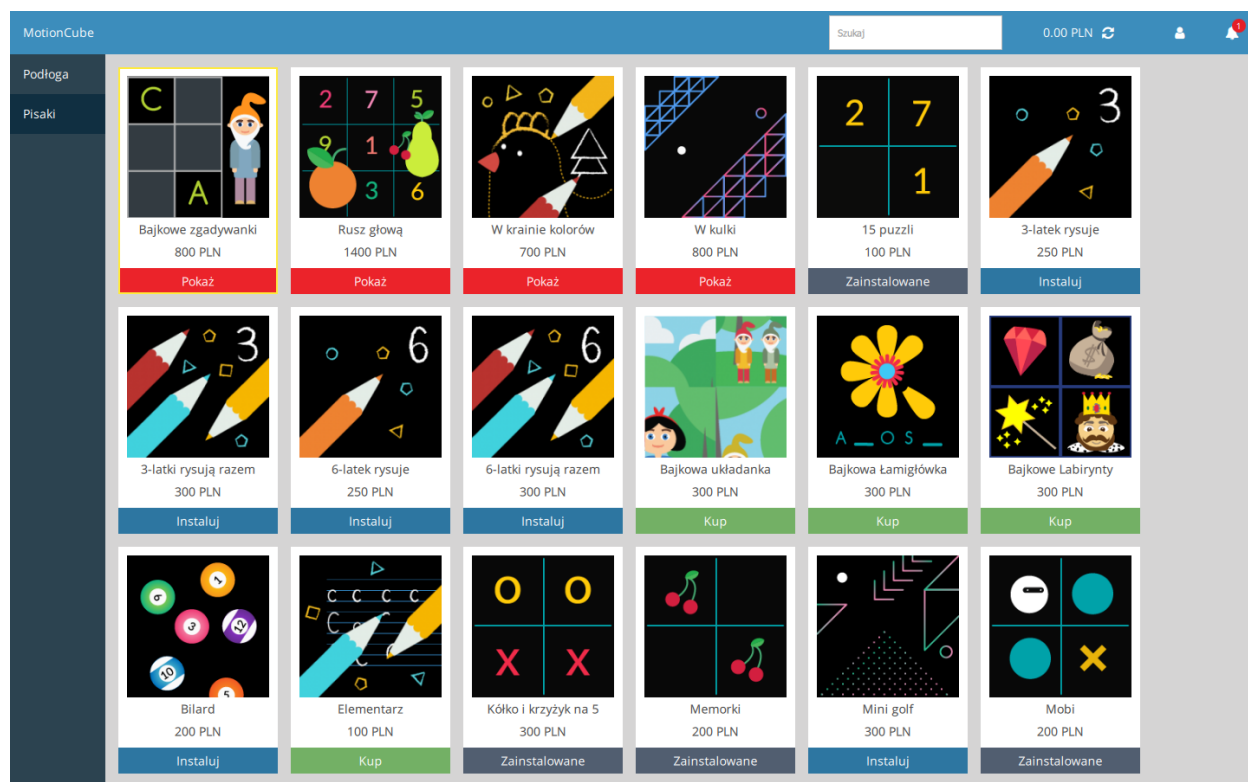 MotionCube
Szukaj
0.00 PLN
1
Podłoga
Pisaki
C
A
2 7 5
9 1
3 6
2 7
1
3
Bajkowe zgadywanki
Rusz głową
W krainie kolorów
W kulki
15 puzzli
3-latek rysuje
800 PLN
1400 PLN
700 PLN
800 PLN
100 PLN
250 PLN
Pokaż
Pokaż
Pokaż
Pokaż
Zainstalowane
Instaluj
3
6
6
$
A _ O S _
3-latki rysują razem
6-latek rysuje
6-latki rysują razem
Bajkowa układanka
Bajkowa Łamigłówka
Bajkowe Labirynty
300 PLN
250 PLN
300 PLN
300 PLN
300 PLN
300 PLN
Instaluj
Instaluj
Instaluj
Kup
Kup
Kup
1
9
3
12
10
5
C C C C
C C
C
O O
X X
Bilard
Elementarz
Kółko i krzyżyk na 5
Memorki
Mini golf
Mobi
200 PLN
100 PLN
300 PLN
200 PLN
300 PLN
200 PLN
Instaluj
Kup
Zainstalowane
Zainstalowane
Instaluj
Zainstalowane